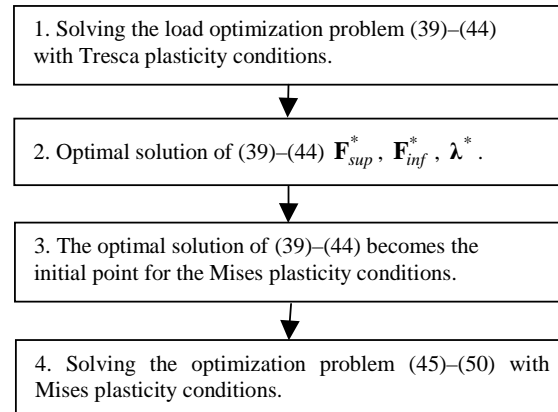 1. Solving the load optimization problem (39)–(44)
with Tresca plasticity conditions.
2. Optimal solution of (39)–(44) F*sup, F*inf, λ*.
3. The optimal solution of (39)–(44) becomes the
initial point for the Mises plasticity conditions.
4. Solving the optimization problem (45)–(50) with
Mises plasticity conditions.